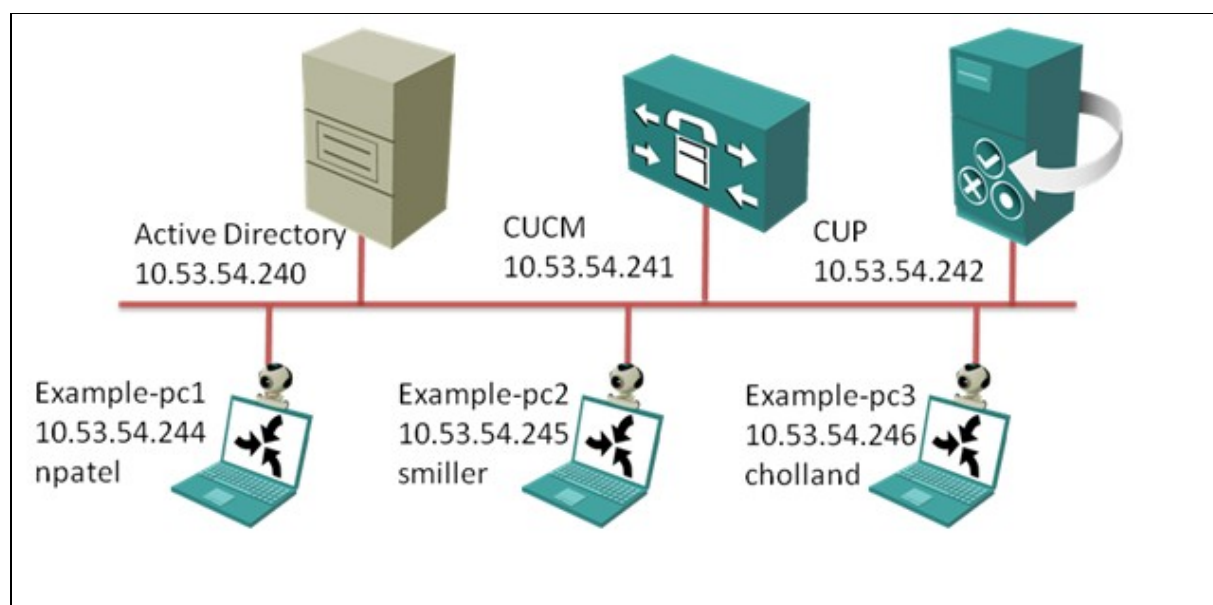 Active Directory
10.53.54.240
CUCM
10.53.54.241
CUP
10.53.54.242
Example-pc1
10.53.54.244
npatel
Example-pc2
10.53.54.245
smiller
Example-pc3
10.53.54.246
cholland